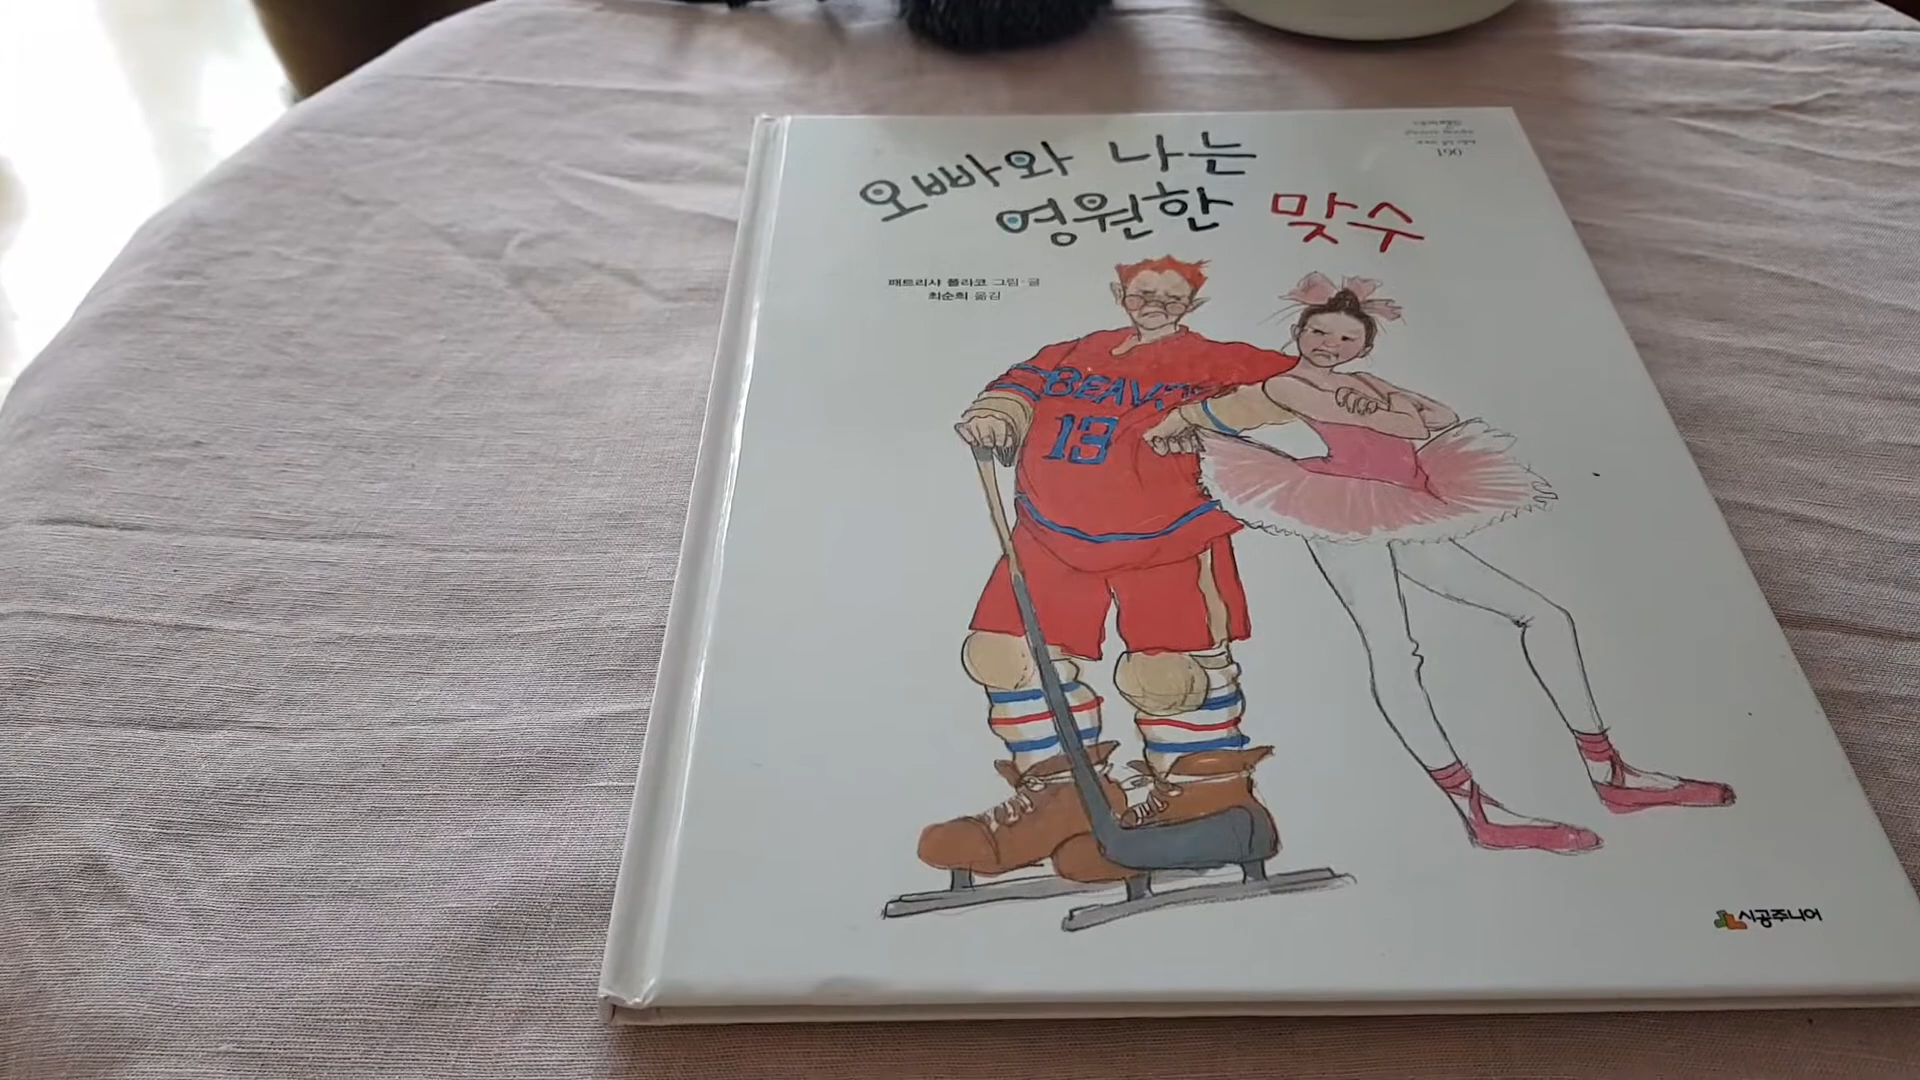 오빠와 나는
영원한 맞수
190
패트리샤 폴라코 그림·글
최순희 옮김
BEAV
13
시공주니어